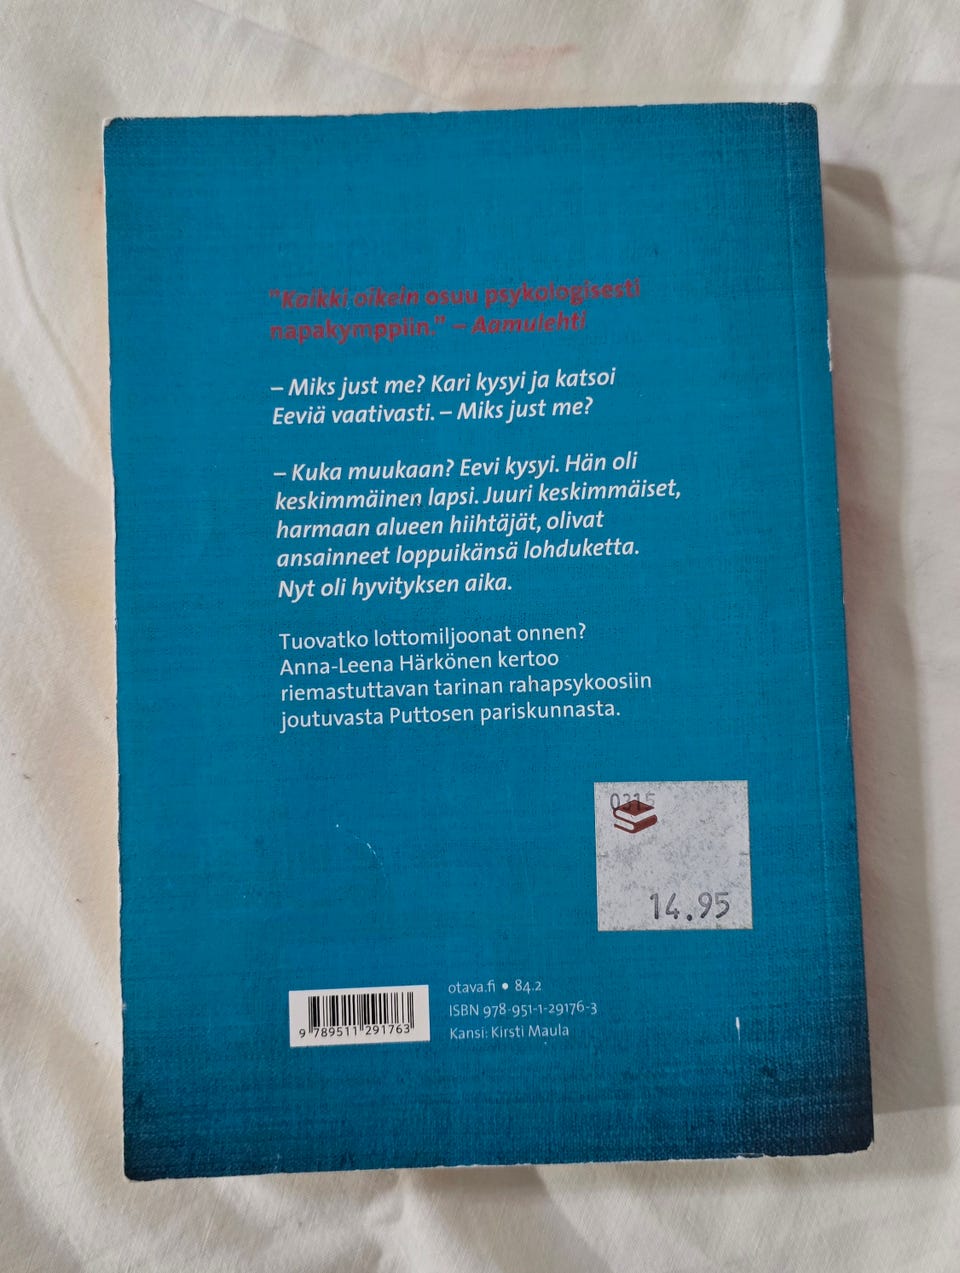 "Kaikki oikein osuu psykologisesti
napakymppiin." – Aamulehti
– Miks just me? Kari kysyi ja katsoi
Eeviä vaativasti. – Miks just me?
– Kuka muukaan? Eevi kysyi. Hän oli
keskimmäinen lapsi. Juuri keskimmäiset,
harmaan alueen hiihtäjät, olivat
ansainneet loppuikänsä lohduketta.
Nyt oli hyvityksen aika.
Tuovatko lottomiljoonat onnen?
Anna-Leena Härkönen kertoo
riemastuttavan tarinan rahapsykoosiin
joutuvasta Puttosen pariskunnasta.
0315
14.95
otava.fi • 84.2
ISBN 978-951-1-29176-3
Kansi: Kirsti Maula
9 789511 291763